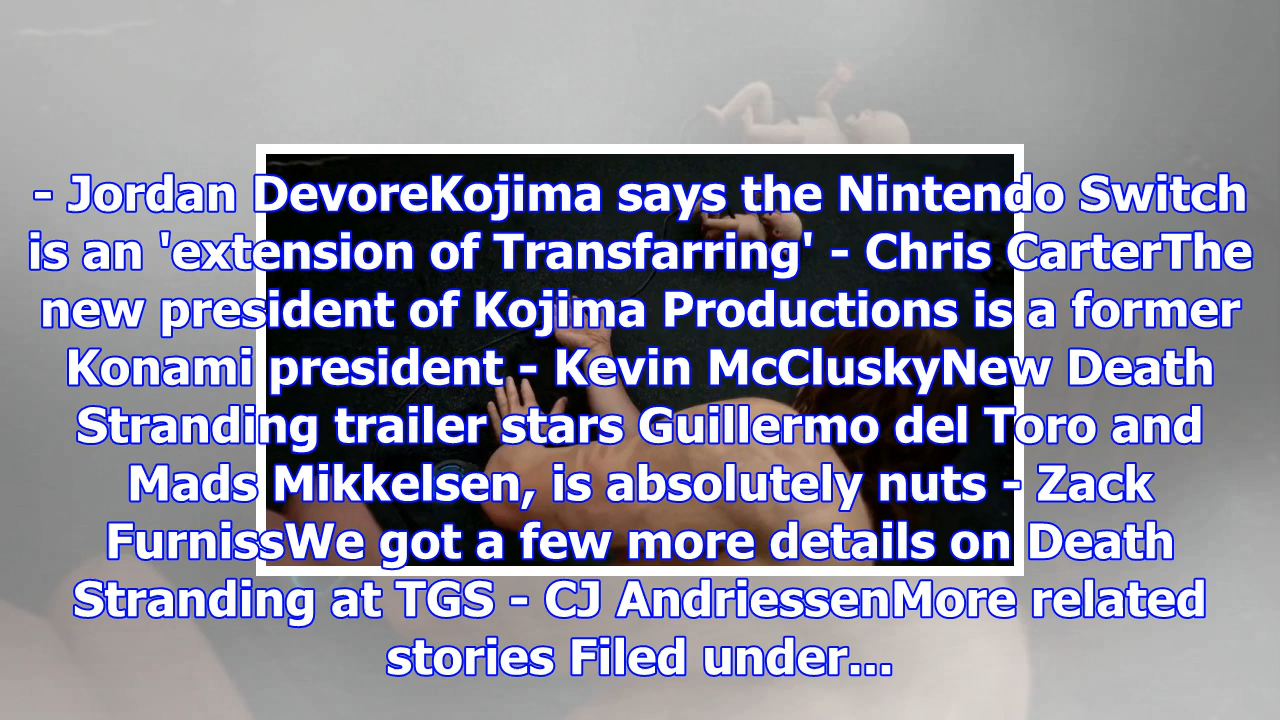 - Jordan DevoreKojima says the Nintendo Switch
is an 'extension of Transfarring' - Chris CarterThe
new president of Kojima Productions is a former
Konami president - Kevin McCluskyNew Death
Stranding trailer stars Guillermo del Toro and
Mads Mikkelsen, is absolutely nuts - Zack
FurnissWe got a few more details on Death
Stranding at TGS - CJ AndriessenMore related
stories Filed under...